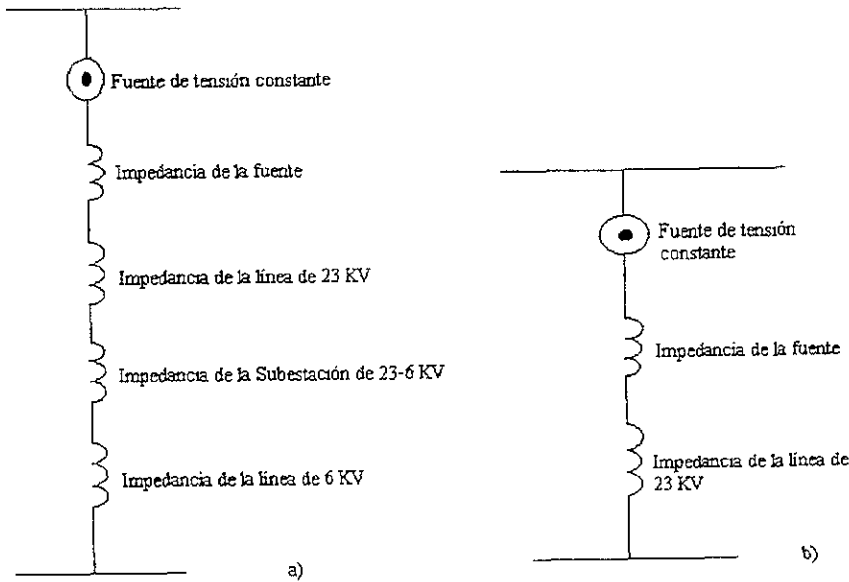 Fuente de tensión constante
Impedancia de la fuente
Impedancia de la línea de 23 KV
Impedancia de la Subestación de 23-6 KV
Impedancia de la línea de 6 KV
a)
Fuente de tensión
constante
Impedancia de la fuente
Impedancia de la línea de
23 KV
b)